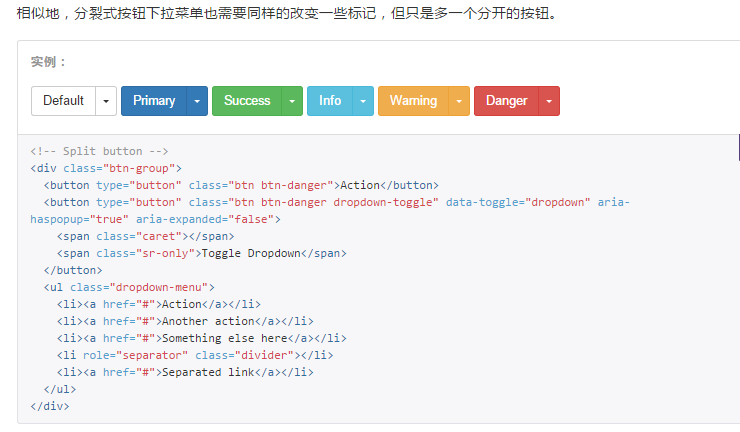 相似地，分裂式按钮下拉菜单也需要同样的改变一些标记，但只是多一个分开的按钮。
实例：
Default Primary Success Info Warning Danger
<!-- Split button -->
<div class="btn-group">
  <button type="button" class="btn btn-danger">Action</button>
  <button type="button" class="btn btn-danger dropdown-toggle" data-toggle="dropdown" aria-
haspopup="true" aria-expanded="false">
    <span class="caret"></span>
    <span class="sr-only">Toggle Dropdown</span>
  </button>
  <ul class="dropdown-menu">
    <li><a href="#">Action</a></li>
    <li><a href="#">Another action</a></li>
    <li><a href="#">Something else here</a></li>
    <li role="separator" class="divider"></li>
    <li><a href="#">Separated link</a></li>
  </ul>
</div>